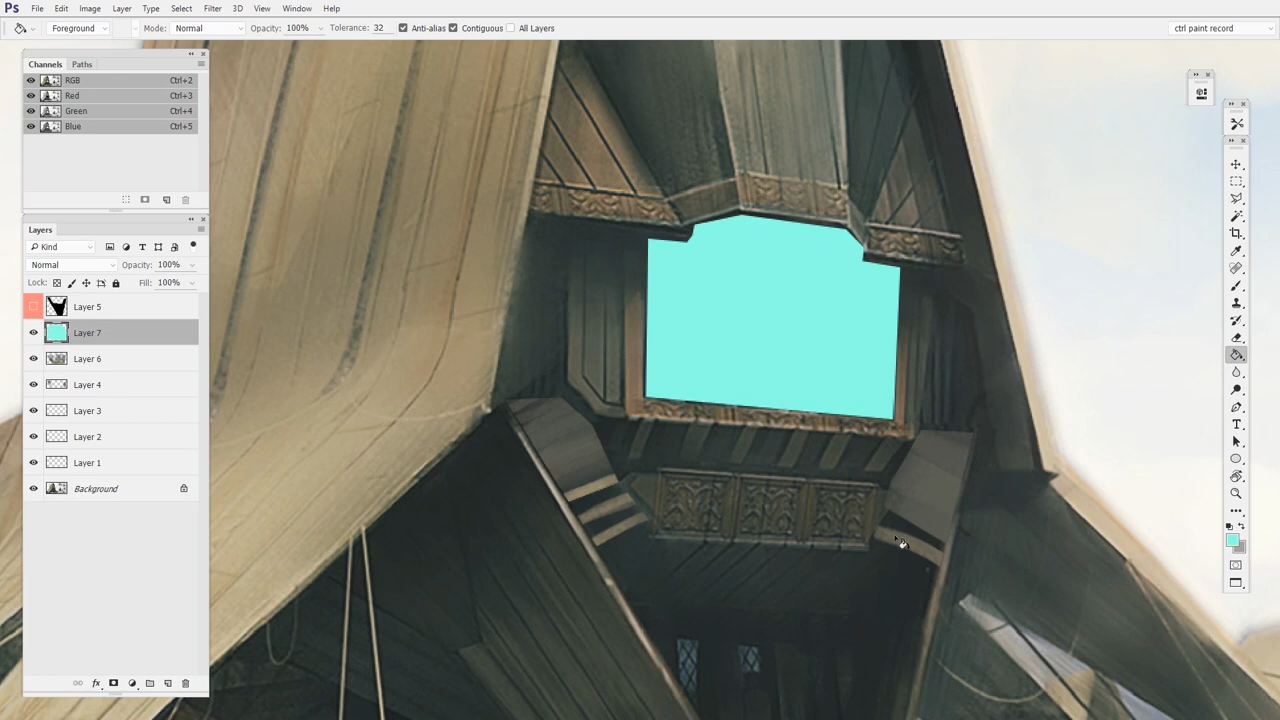 Ps File Edit Image Layer Type Select Filter 3D View Window Help
Foreground Mode: Normal Opacity: 100% Tolerance: 32 Anti-alias Contiguous All Layers ctrl paint record
Channels Paths
RGB Ctrl+2
Red Ctrl+3
Green Ctrl+4
Blue Ctrl+5
Layers
Kind
Normal Opacity: 100%
Lock: Fill: 100%
Layer 5
Layer 7
Layer 6
Layer 4
Layer 3
Layer 2
Layer 1
Background
fx
T